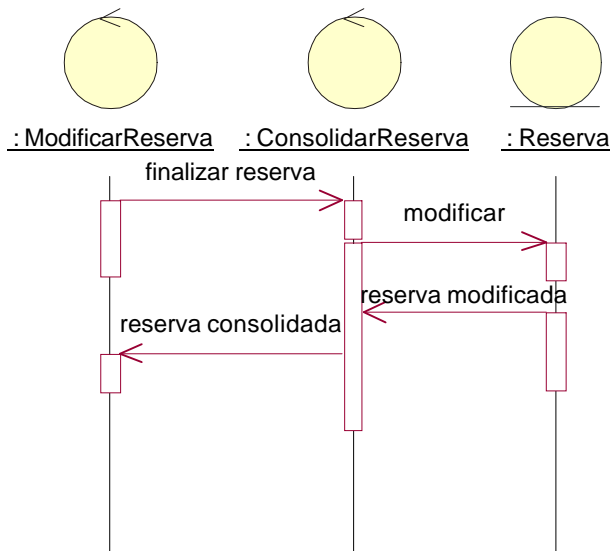 : ModificarReserva
: ConsolidarReserva
: Reserva
finalizar reserva
modificar
reserva modificada
reserva consolidada